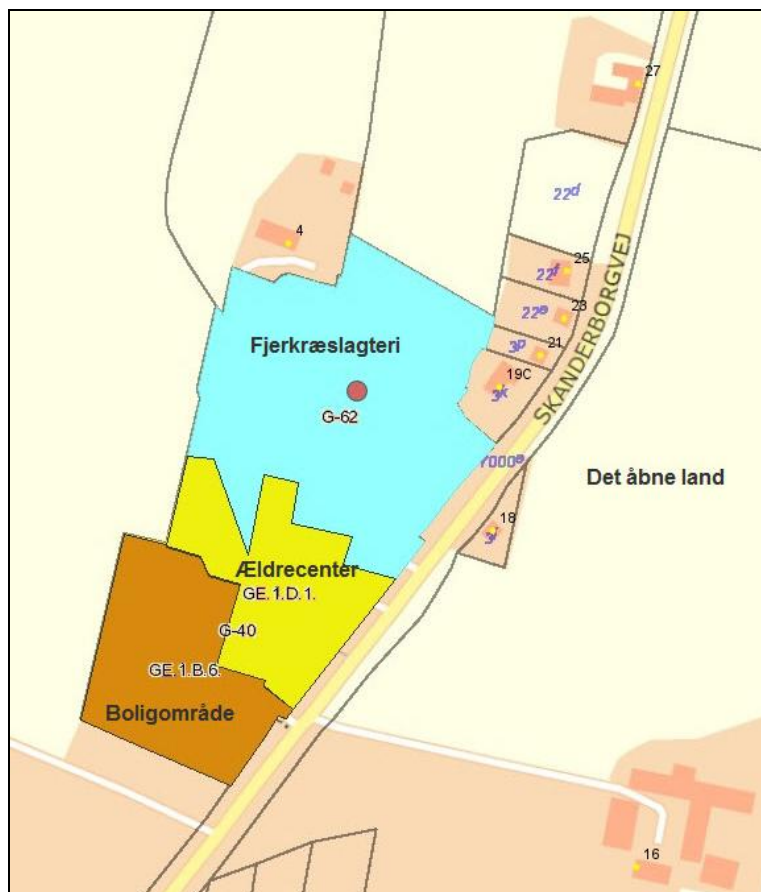 27
22d
4
25
22f
SKANDERBORGVEJ
22e
23
Fjerkræslagteri
3p
21
19C
3k
G-62
7000e
Det åbne land
18
Ældrecenter
GE.1.D.1.
G-40
GE.1.B.6.
Boligområde
16